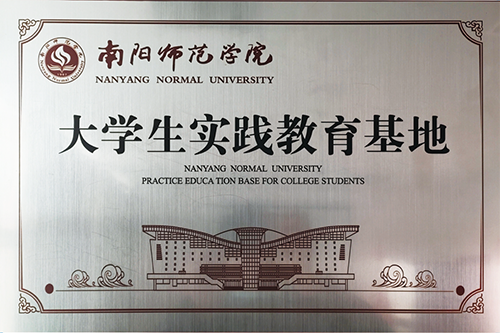 南阳师范学院
NANYANG NORMAL UNIVERSITY
大学生实践教育基地
NANYANG NORMAL UNIVERSITY
PRACTICE EDUCATION BASE FOR COLLEGE STUDENTS